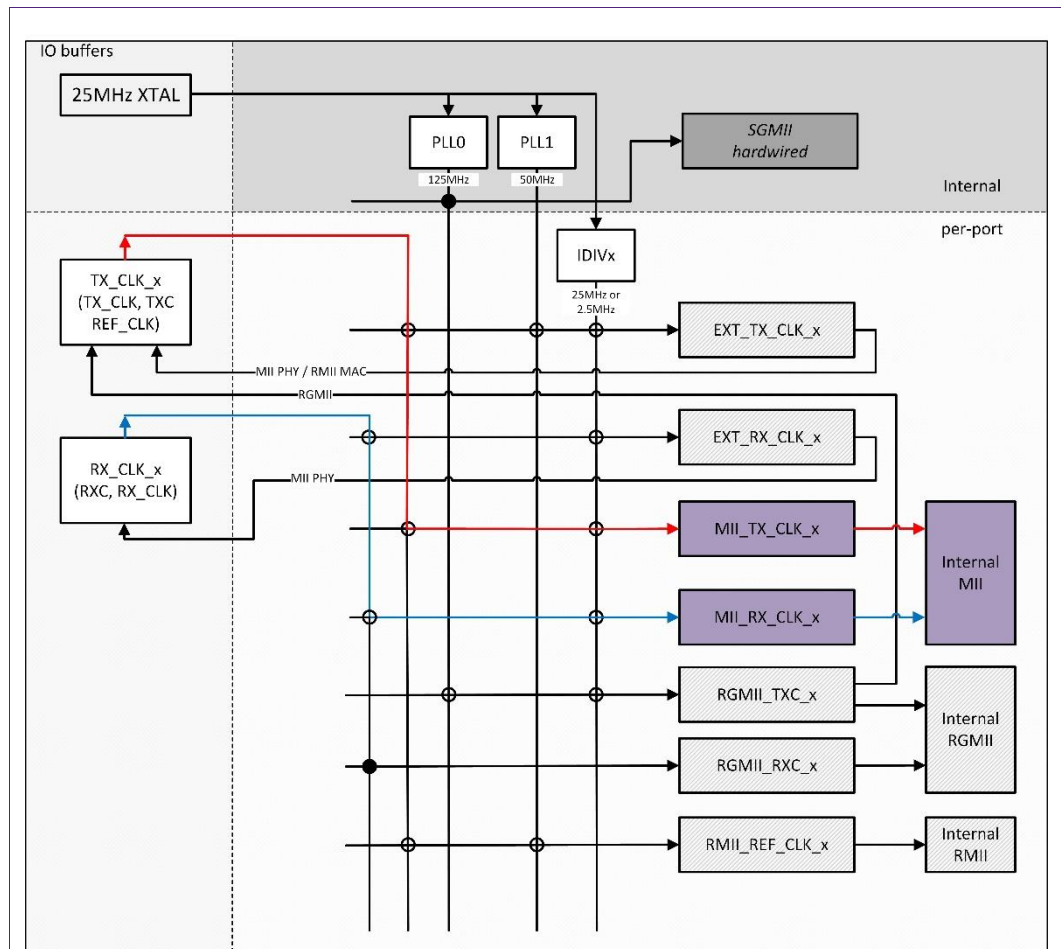 IO buffers
25MHz XTAL
PLL0
PLL1
SGMII
hardwired
125MHz
50MHz
Internal
per-port
IDIVx
TX_CLK_x
(TX_CLK, TXC
REF_CLK)
25MHz or
2.5MHz
EXT_TX_CLK_x
MII PHY / RMII MAC
RGMII
EXT_RX_CLK_x
RX_CLK_x
(RXC, RX_CLK)
MII PHY
MII_TX_CLK_x
Internal
MII
MII_RX_CLK_x
RGMII_TXC_x
Internal
RGMII
RGMII_RXC_x
RMII_REF_CLK_x
Internal
RMII